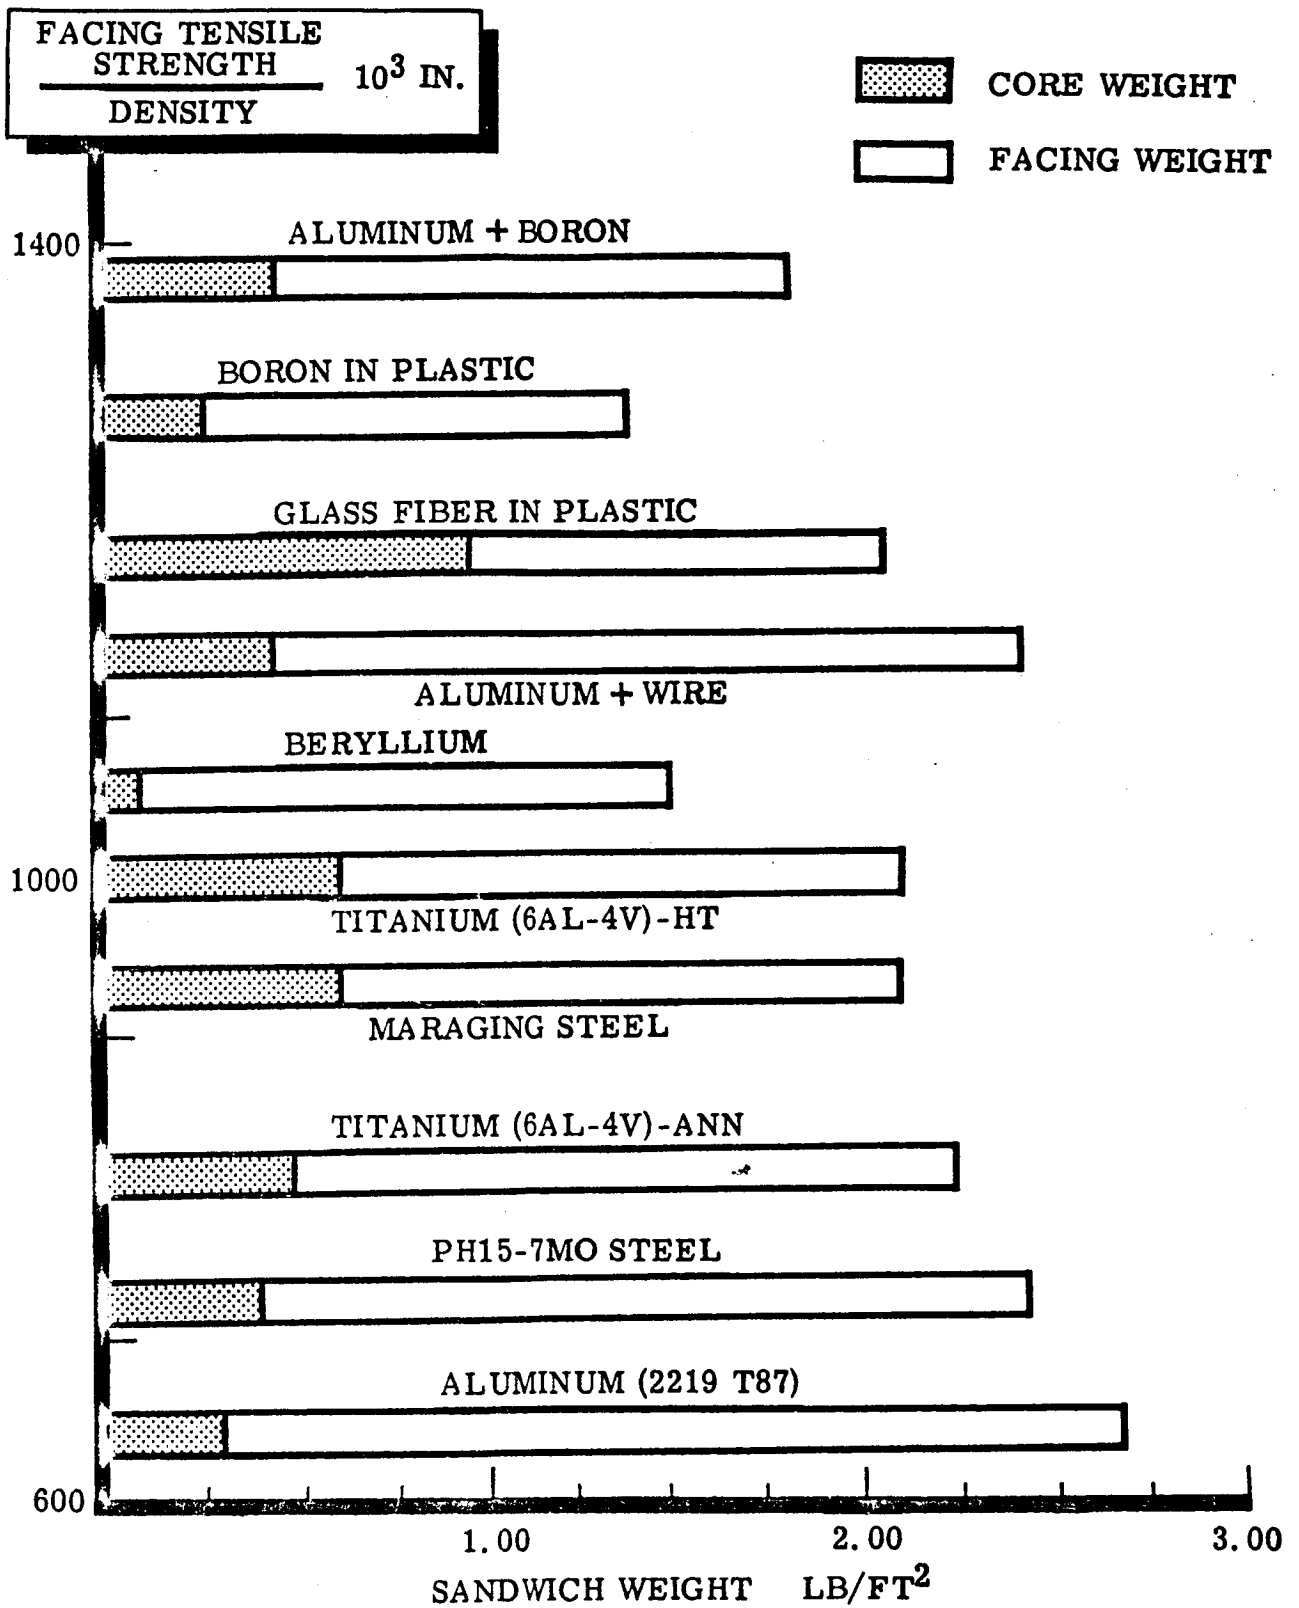 FACING TENSILE
STRENGTH
DENSITY
10³ IN.
CORE WEIGHT
FACING WEIGHT
1400
ALUMINUM + BORON
BORON IN PLASTIC
GLASS FIBER IN PLASTIC
ALUMINUM + WIRE
BERYLLIUM
1000
TITANIUM (6AL-4V)-HT
MARAGING STEEL
TITANIUM (6AL-4V)-ANN
PH15-7MO STEEL
ALUMINUM (2219 T87)
600
1.00 2.00 3.00
SANDWICH WEIGHT LB/FT²